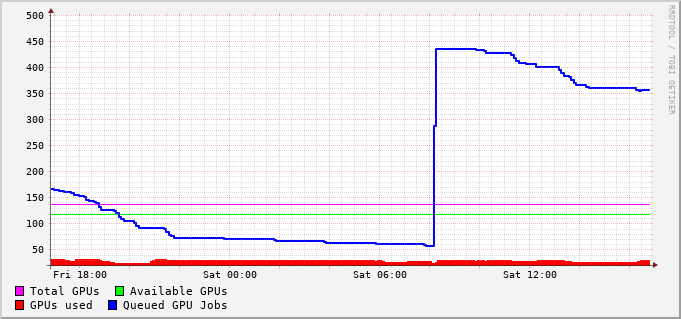 500
450
400
350
300
250
200
150
100
50
Fri 18:00 Sat 00:00 Sat 06:00 Sat 12:00
Total GPUs Available GPUs
GPUs used Queued GPU Jobs
RRDTOOL / TOBI OETIKER